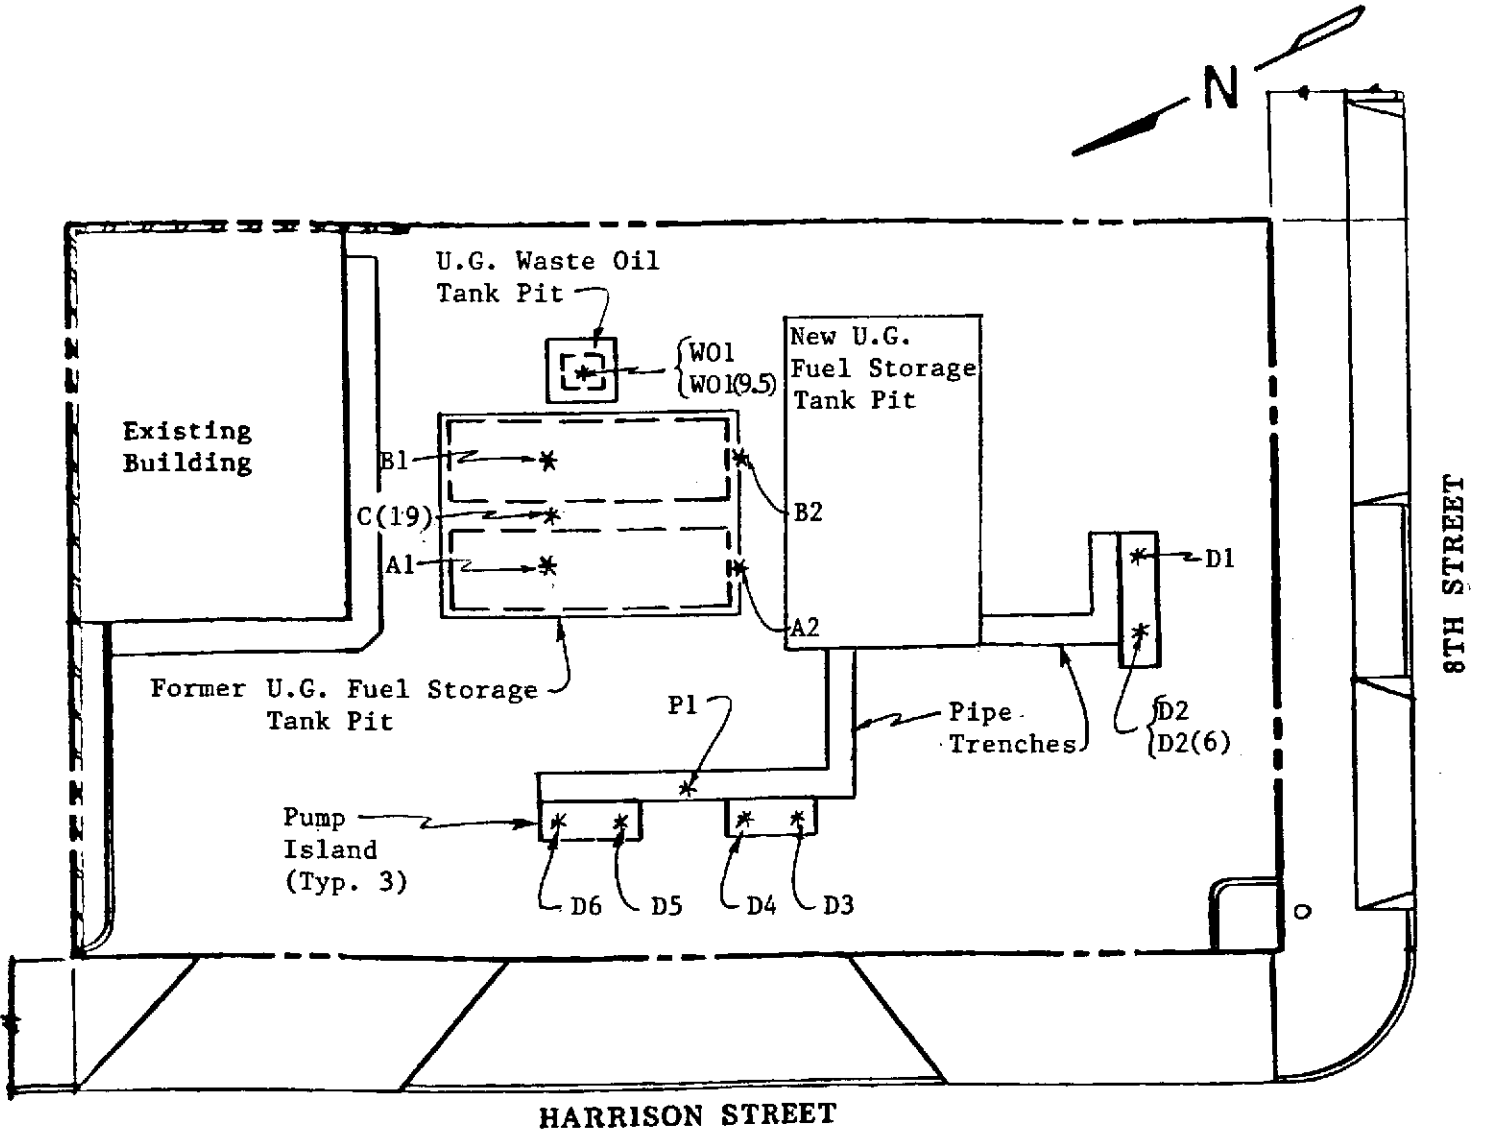 N
U.G. Waste Oil
Tank Pit
WO1
WO1(9.5)
New U.G.
Fuel Storage
Tank Pit
Existing
Building
B1
C(19)
A1
B2
A2
D1
Former U.G. Fuel Storage
Tank Pit
P1
Pipe
Trenches
D2
D2(6)
8TH STREET
Pump
Island
(Typ. 3)
D6
D5
D4
D3
HARRISON STREET